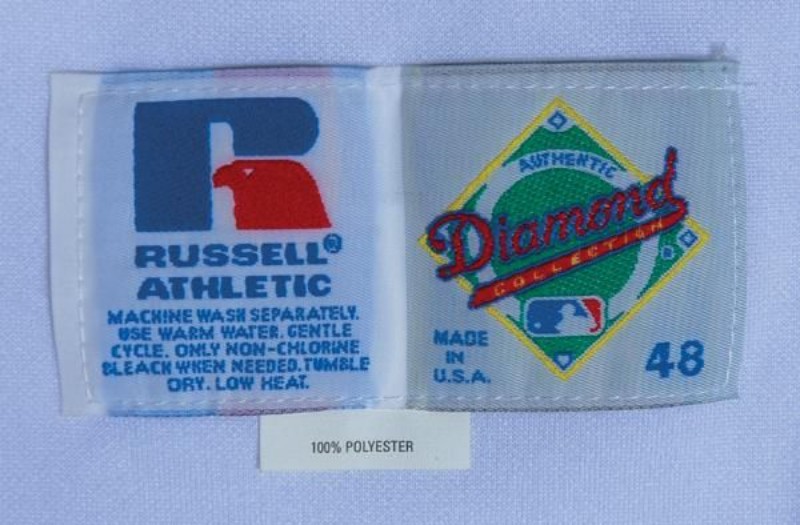 RUSSELL®
ATHLETIC
MACHINE WASH SEPARATELY.
USE WARM WATER. GENTLE
CYCLE. ONLY NON-CHLORINE
BLEACH WHEN NEEDED. TUMBLE
DRY. LOW HEAT.
AUTHENTIC
Diamond
COLLECTION
MADE
IN
U.S.A.
48
100% POLYESTER